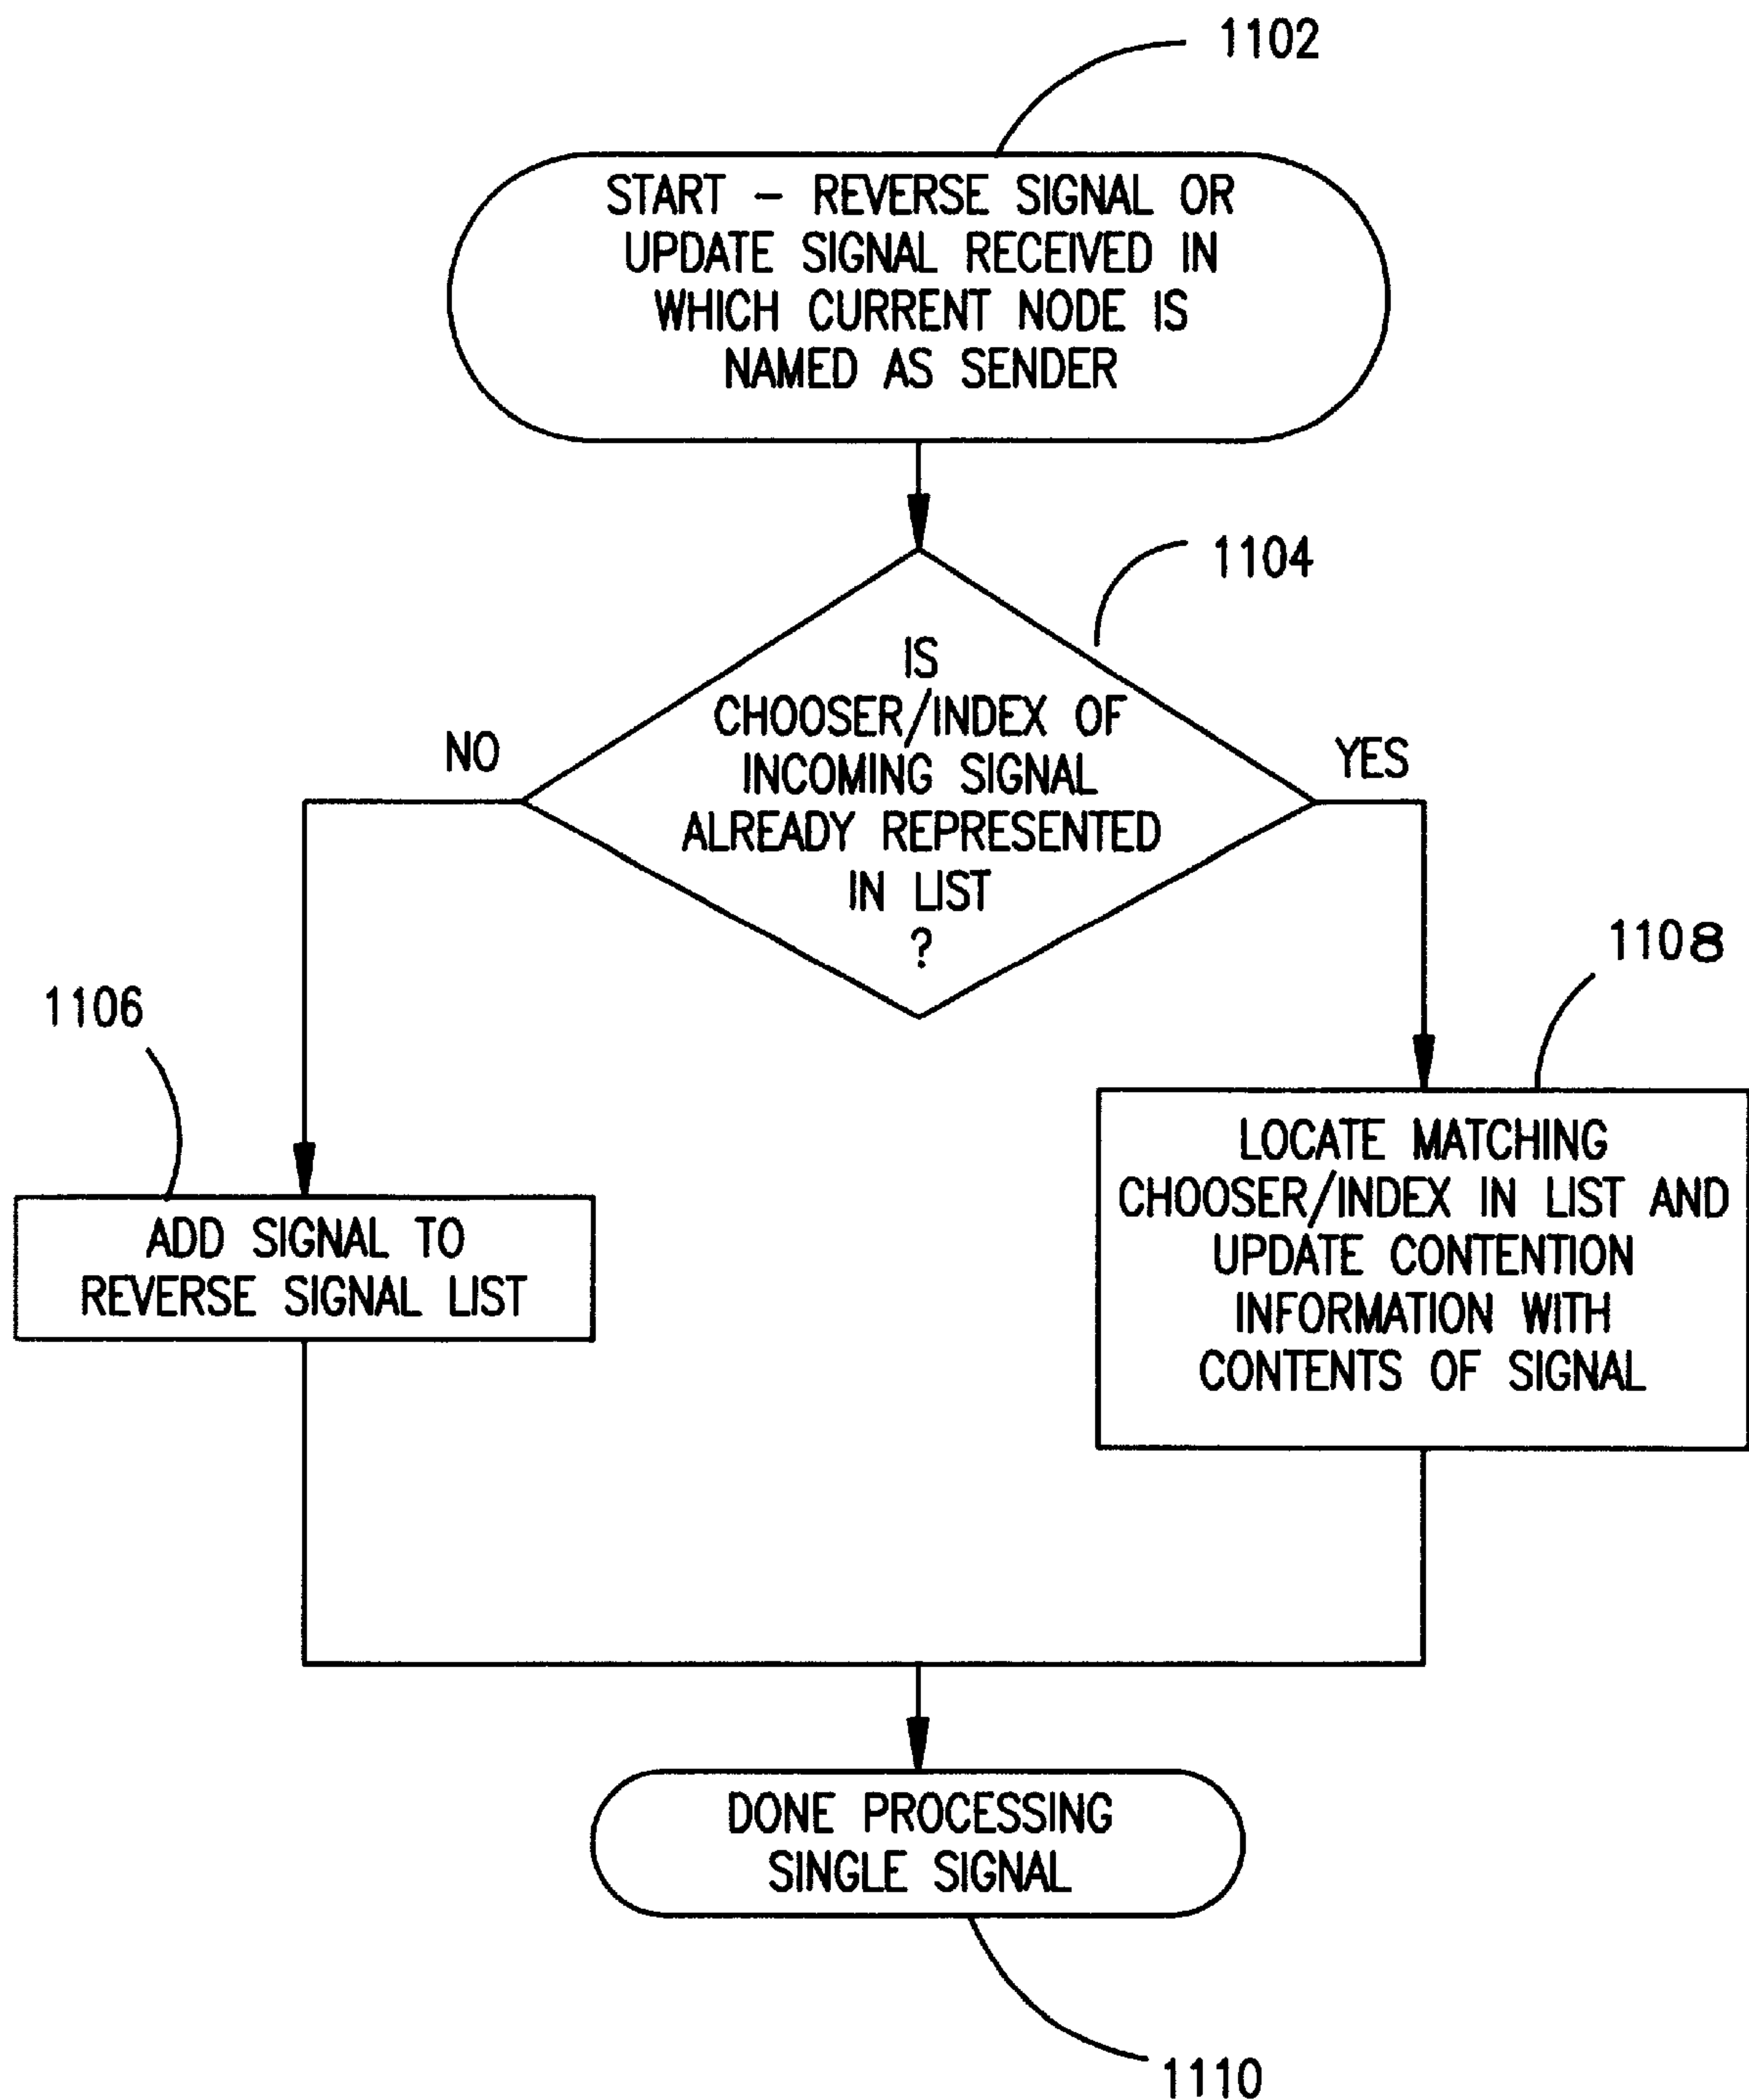 1102
START – REVERSE SIGNAL OR
UPDATE SIGNAL RECEIVED IN
WHICH CURRENT NODE IS
NAMED AS SENDER
1104
IS
CHOOSER/INDEX OF
INCOMING SIGNAL
ALREADY REPRESENTED
IN LIST
?
NO
YES
1106
ADD SIGNAL TO
REVERSE SIGNAL LIST
1108
LOCATE MATCHING
CHOOSER/INDEX IN LIST AND
UPDATE CONTENTION
INFORMATION WITH
CONTENTS OF SIGNAL
DONE PROCESSING
SINGLE SIGNAL
1110